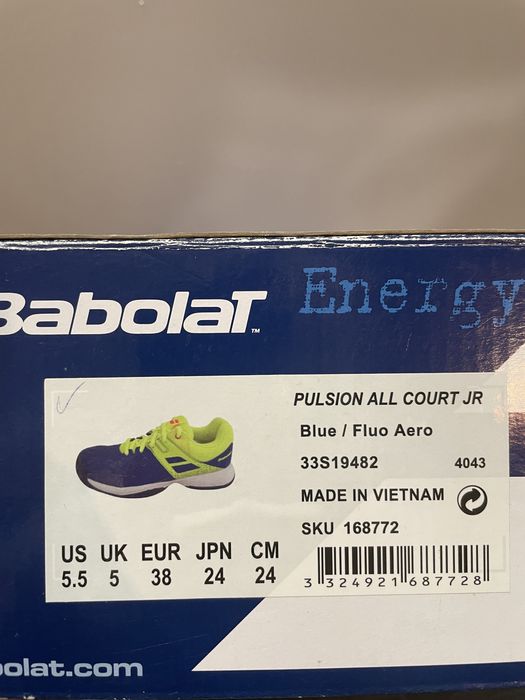 Babolat™
Energy
PULSION ALL COURT JR
Blue / Fluo Aero
33S19482 4043
MADE IN VIETNAM
SKU 168772
US UK EUR JPN CM
5.5 5 38 24 24
3 324921 687728
bolat.com